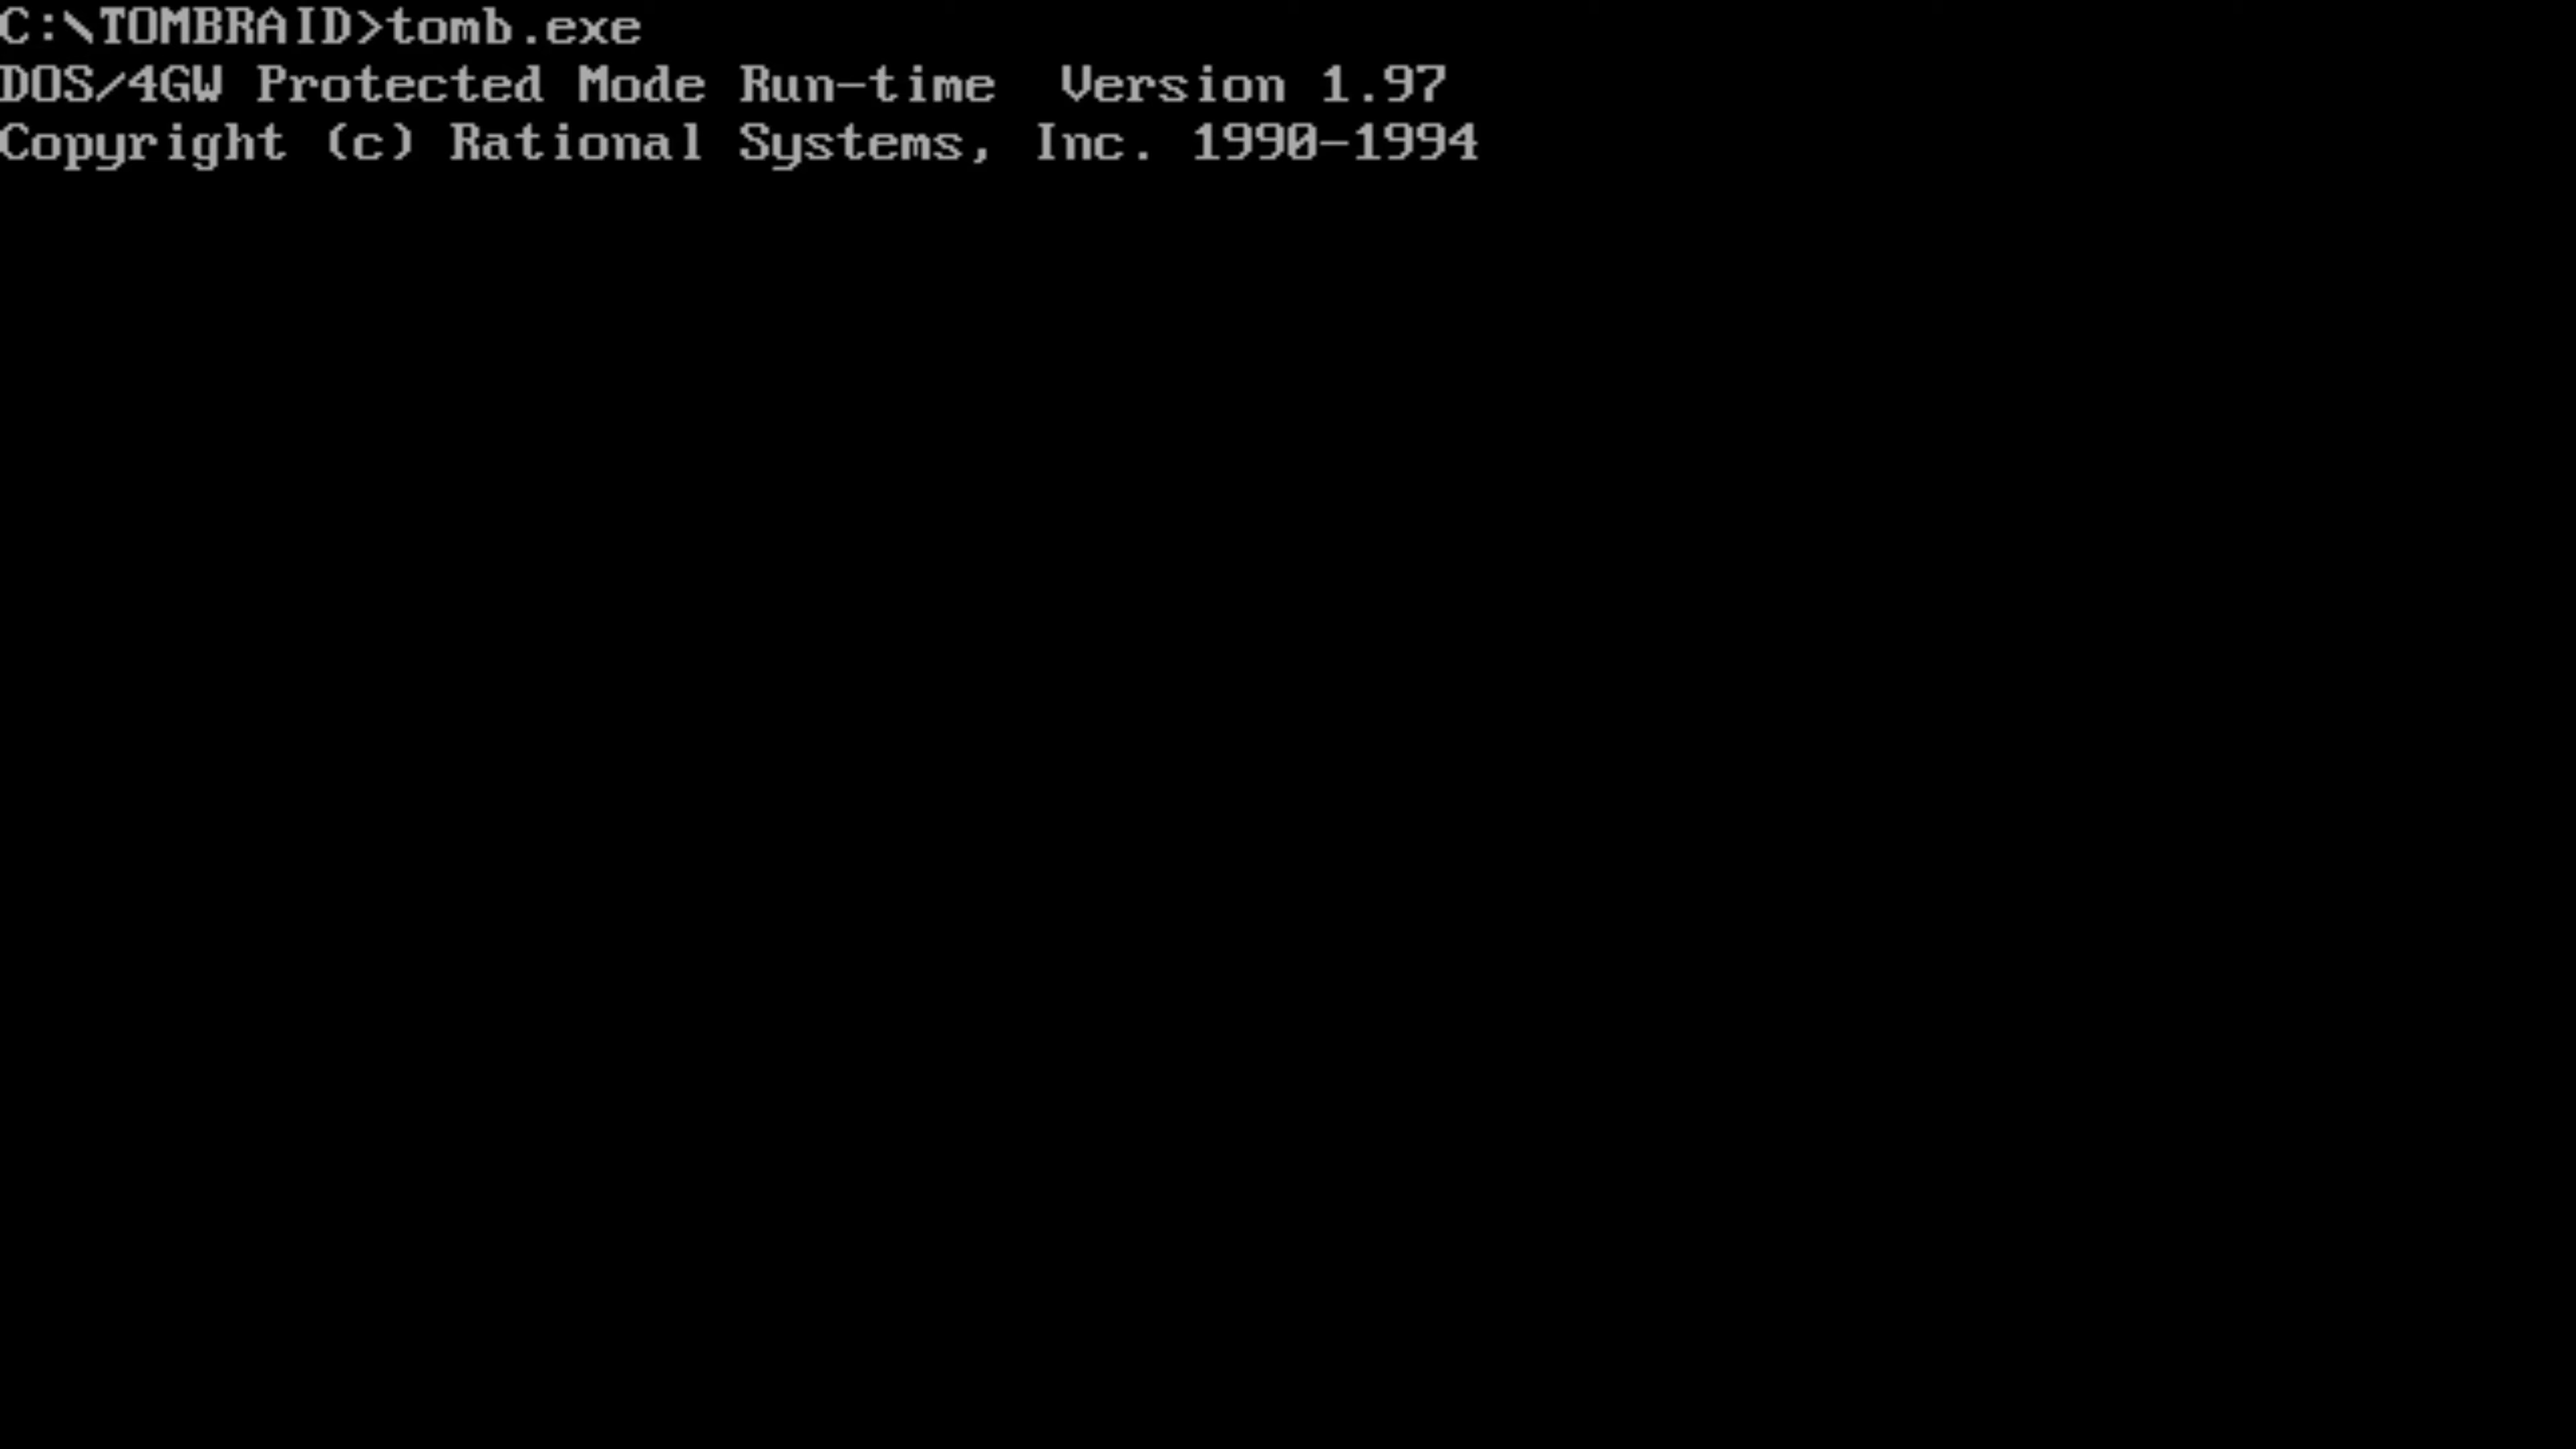 C:\TOMBRAID>tomb.exe
DOS/4GW Protected Mode Run-time  Version 1.97
Copyright (c) Rational Systems, Inc. 1990-1994